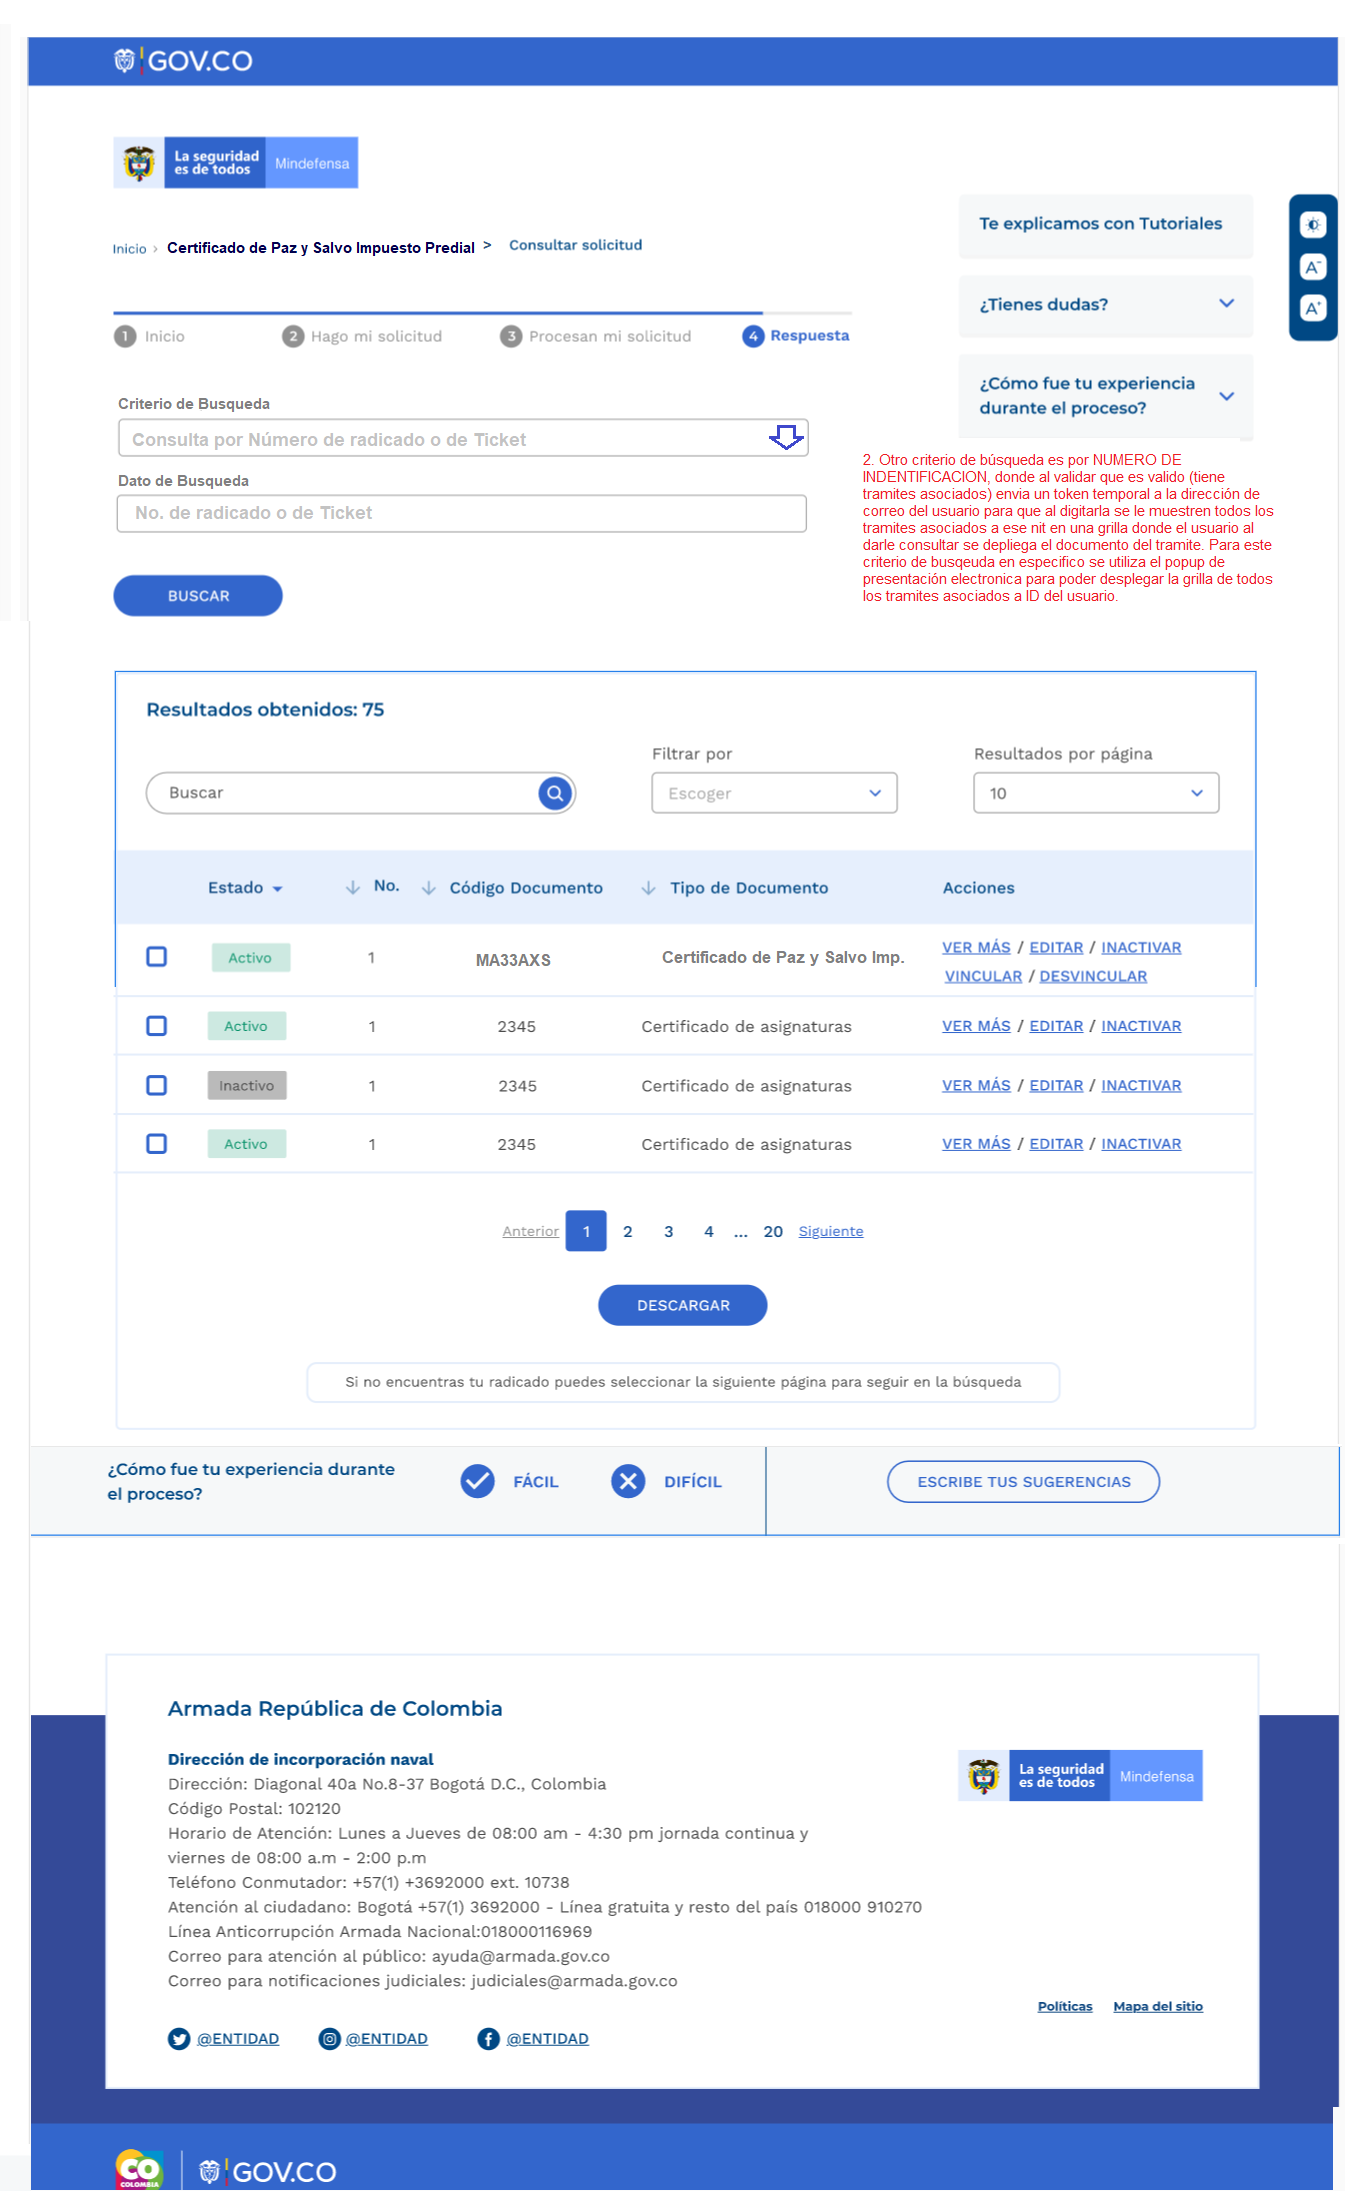 GOV.CO
La seguridad
es de todos
Mindefensa
Inicio > Certificado de Paz y Salvo Impuesto Predial > Consultar solicitud
1 Inicio
2 Hago mi solicitud
3 Procesan mi solicitud
4 Respuesta
Te explicamos con Tutoriales
¿Tienes dudas?
¿Cómo fue tu experiencia
durante el proceso?
A-
A+
Criterio de Busqueda
Consulta por Número de radicado o de Ticket
Dato de Busqueda
No. de radicado o de Ticket
BUSCAR
2. Otro criterio de búsqueda es por NUMERO DE
INDENTIFICACION, donde al validar que es valido (tiene
tramites asociados) envia un token temporal a la dirección de
correo del usuario para que al digitarla se le muestren todos los
tramites asociados a ese nit en una grilla donde el usuario al
darle consultar se depliega el documento del tramite. Para este
criterio de busqeuda en especifico se utiliza el popup de
presentación electronica para poder desplegar la grilla de todos
los tramites asociados a ID del usuario.
Resultados obtenidos: 75
Filtrar por
Resultados por página
Buscar
Escoger
10
Estado No. Código Documento Tipo de Documento Acciones
Activo 1 MA33AXS Certificado de Paz y Salvo Imp. VER MÁS / EDITAR / INACTIVAR
VINCULAR / DESVINCULAR
Activo 1 2345 Certificado de asignaturas VER MÁS / EDITAR / INACTIVAR
Inactivo 1 2345 Certificado de asignaturas VER MÁS / EDITAR / INACTIVAR
Activo 1 2345 Certificado de asignaturas VER MÁS / EDITAR / INACTIVAR
Anterior 1 2 3 4 ... 20 Siguiente
DESCARGAR
Si no encuentras tu radicado puedes seleccionar la siguiente página para seguir en la búsqueda
¿Cómo fue tu experiencia durante
el proceso?
FÁCIL
DIFÍCIL
ESCRIBE TUS SUGERENCIAS
Armada República de Colombia
Dirección de incorporación naval
Dirección: Diagonal 40a No.8-37 Bogotá D.C., Colombia
Código Postal: 102120
Horario de Atención: Lunes a Jueves de 08:00 am - 4:30 pm jornada continua y
viernes de 08:00 a.m - 2:00 p.m
Teléfono Conmutador: +57(1) +3692000 ext. 10738
Atención al ciudadano: Bogotá +57(1) 3692000 - Línea gratuita y resto del país 018000 910270
Línea Anticorrupción Armada Nacional:018000116969
Correo para atención al público: ayuda@armada.gov.co
Correo para notificaciones judiciales: judiciales@armada.gov.co
La seguridad
es de todos
Mindefensa
Políticas
Mapa del sitio
@ENTIDAD
@ENTIDAD
@ENTIDAD
CO
COLOMBIA
GOV.CO